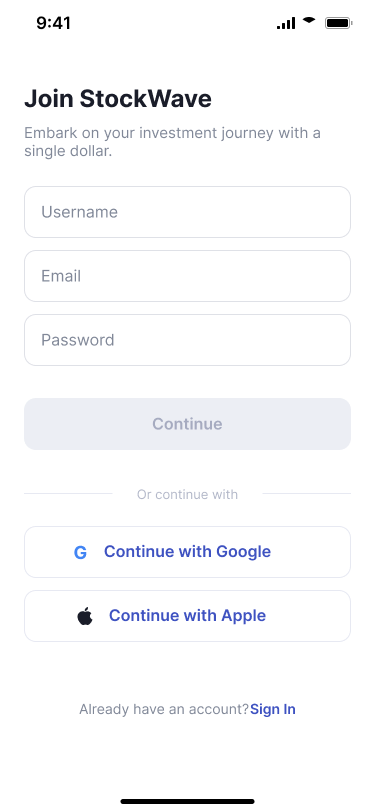 9:41
Join StockWave
Embark on your investment journey with a
single dollar.
Username
Email
Password
Continue
Or continue with
G Continue with Google
Continue with Apple
Already have an account?Sign In